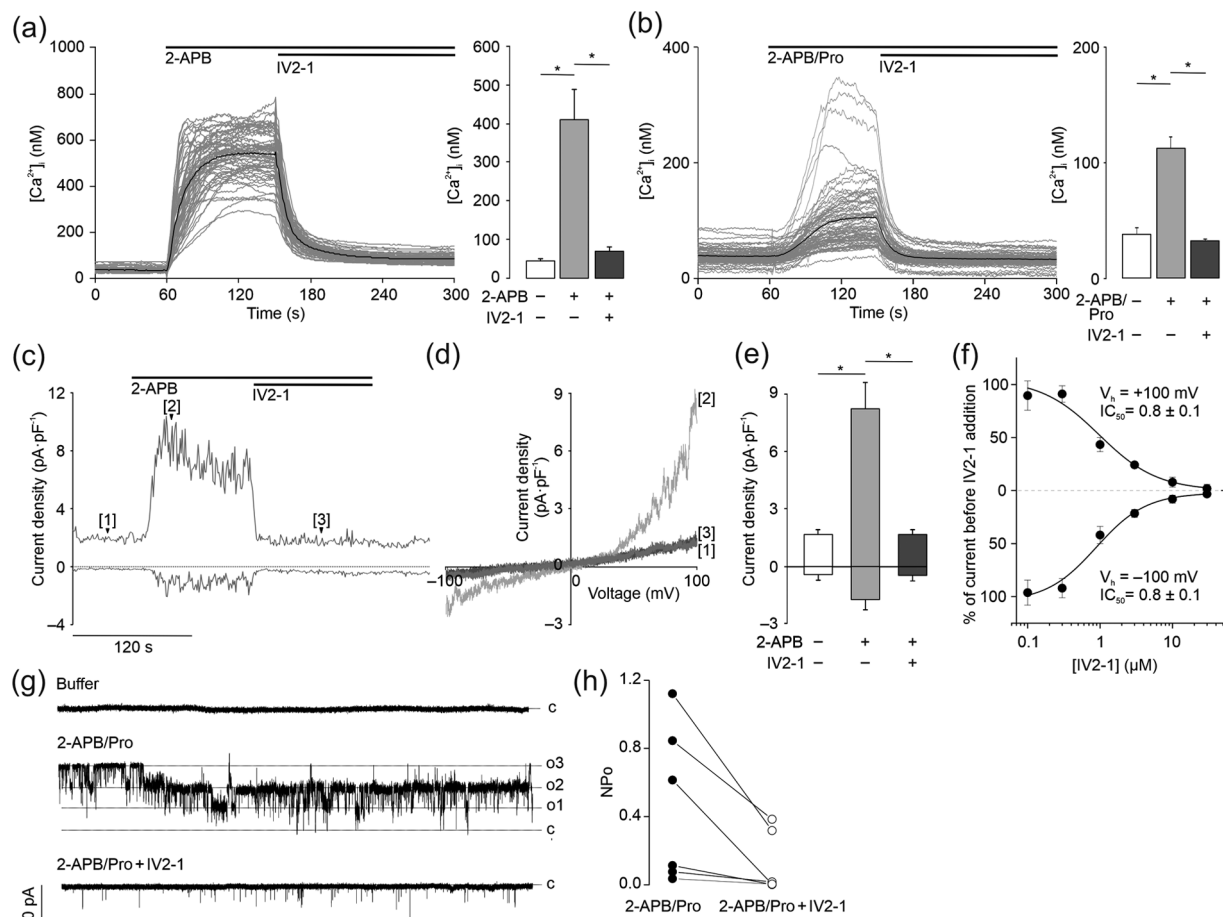 (a)
1000
800
600
400
200
0
[Ca²⁺]ᵢ (nM)
2-APB
IV2-1
0 60 120 180 240 300
Time (s)
600
500
400
300
200
100
0
[Ca²⁺]ᵢ (nM)
* *
2-APB – + +
IV2-1 – – +
(b)
400
200
0
[Ca²⁺]ᵢ (nM)
2-APB/Pro
IV2-1
0 60 120 180 240 300
Time (s)
200
100
0
[Ca²⁺]ᵢ (nM)
* *
2-APB/
Pro – + +
IV2-1 – – +
(c)
12
8
4
0
–4
Current density (pA·pF⁻¹)
2-APB
IV2-1
[2]
[1]
[3]
120 s
(d)
9
6
3
0
–3
Current density
(pA·pF⁻¹)
[2]
[3]
[1]
–100 0 100
Voltage (mV)
(e)
9
6
3
0
–3
Current density (pA·pF⁻¹)
* *
2-APB – + +
IV2-1 – – +
(f)
100
50
0
50
100
% of current before IV2-1 addition
Vₕ = +100 mV
IC₅₀= 0.8 ± 0.1
Vₕ = –100 mV
IC₅₀= 0.8 ± 0.1
0.1 1 10
[IV2-1] (µM)
(g)
Buffer
c
2-APB/Pro
o3
o2
o1
c
2-APB/Pro + IV2-1
c
pA
(h)
1.2
0.8
0.4
0.0
NPo
2-APB/Pro 2-APB/Pro + IV2-1